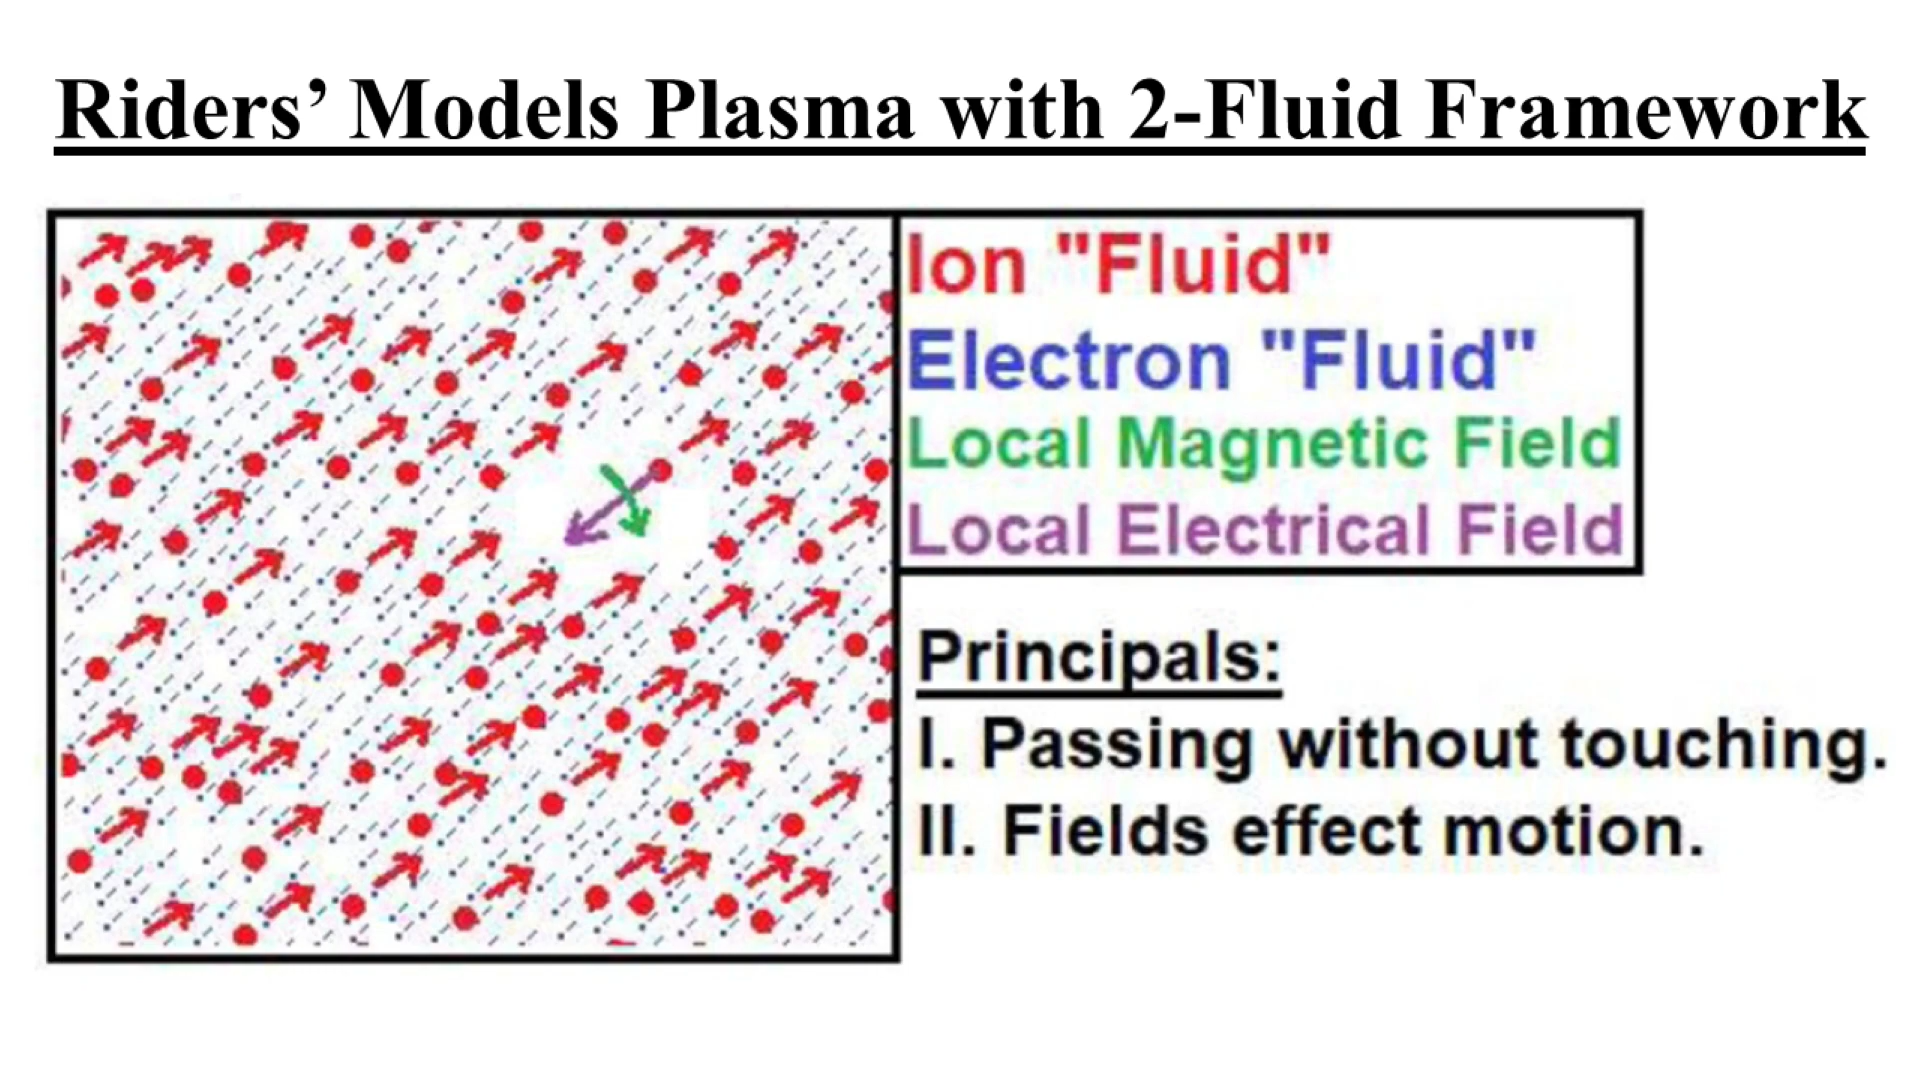 Riders’ Models Plasma with 2-Fluid Framework
Ion "Fluid"
Electron "Fluid"
Local Magnetic Field
Local Electrical Field
Principals:
I. Passing without touching.
II. Fields effect motion.